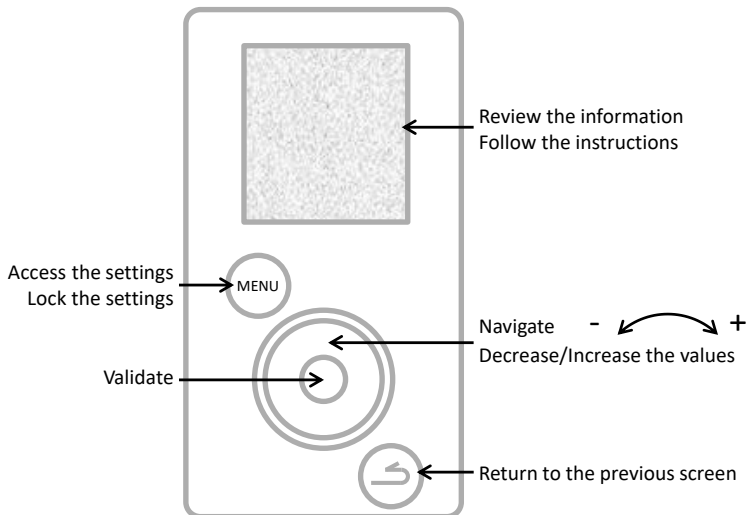 Review the information
Follow the instructions
Access the settings
Lock the settings
MENU
Navigate - +
Decrease/Increase the values
Validate
Return to the previous screen